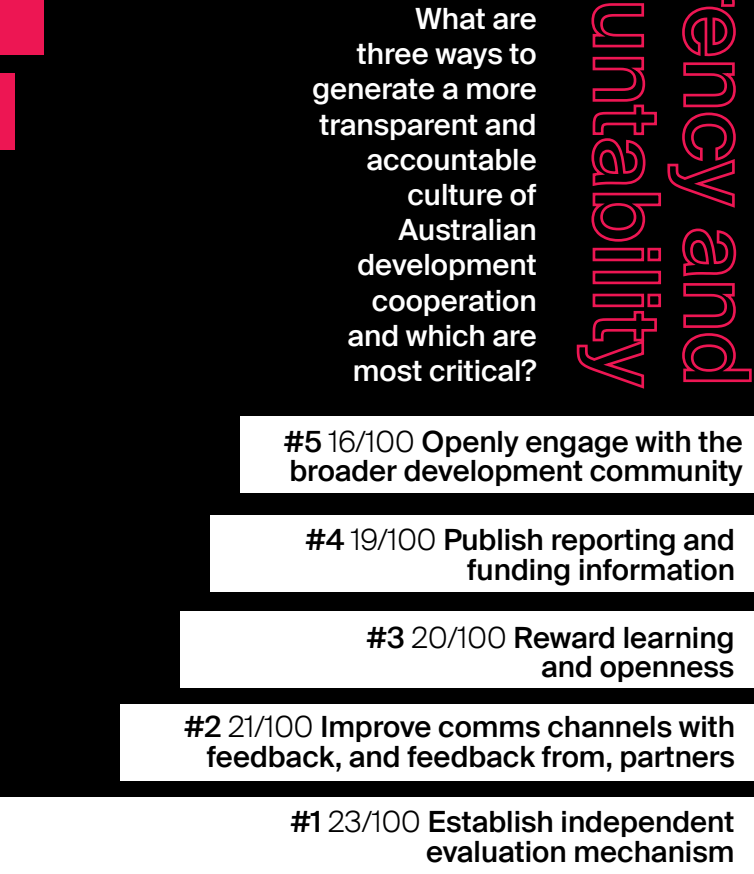 What are
three ways to
generate a more
transparent and
accountable
culture of
Australian
development
cooperation
and which are
most critical?
ency and
untability
#5 16/100 Openly engage with the
broader development community
#4 19/100 Publish reporting and
funding information
#3 20/100 Reward learning
and openness
#2 21/100 Improve comms channels with
feedback, and feedback from, partners
#1 23/100 Establish independent
evaluation mechanism